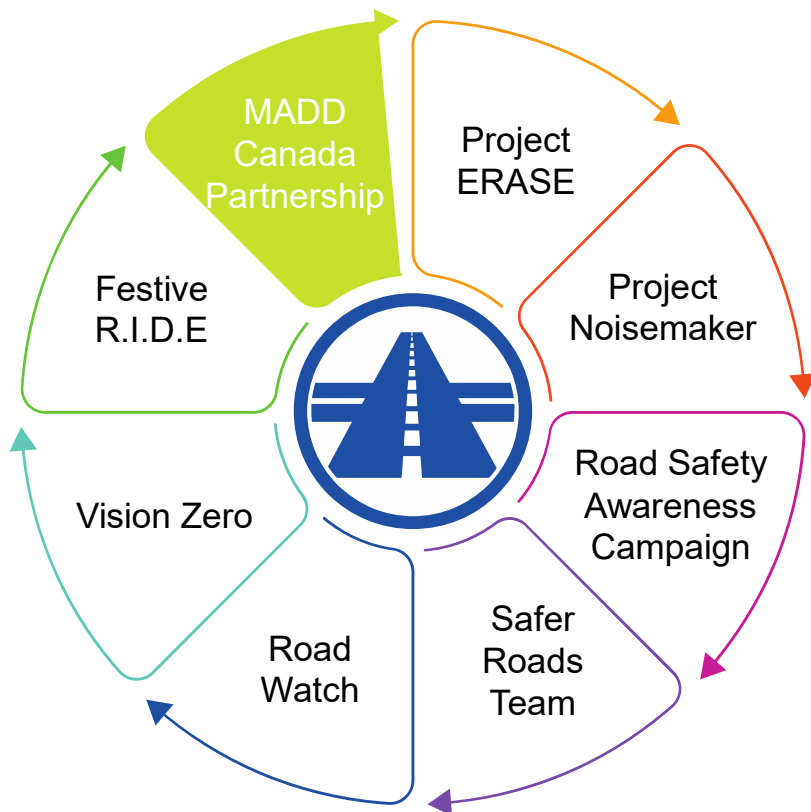 MADD
Canada
Partnership
Project
ERASE
Project
Noisemaker
Road Safety
Awareness
Campaign
Safer
Roads
Team
Road
Watch
Vision Zero
Festive
R.I.D.E